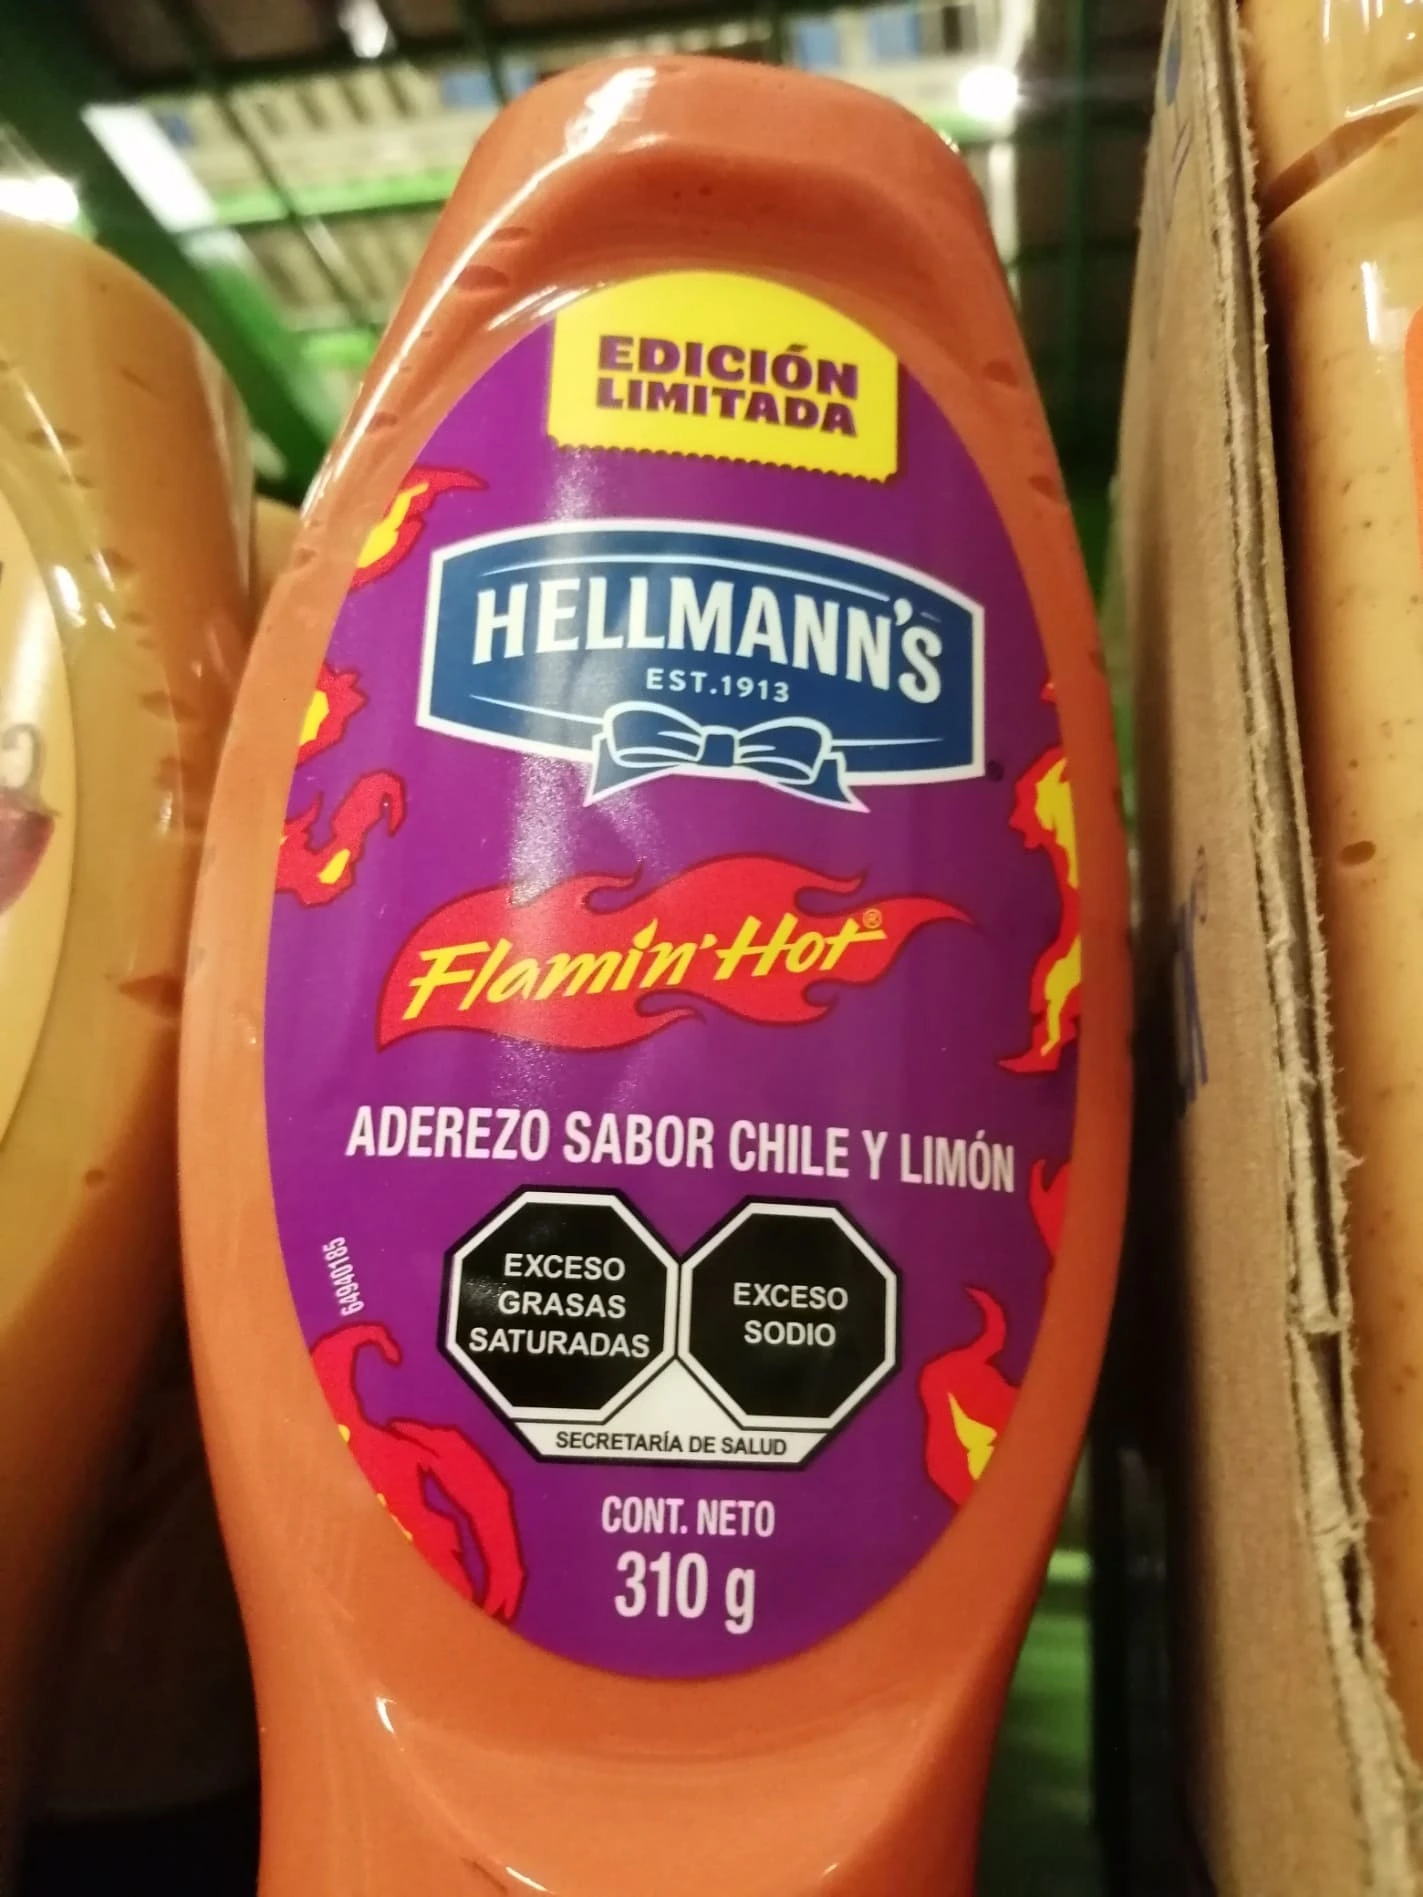 EDICIÓN
LIMITADA
HELLMANN'S
EST.1913
Flamin' Hot®
ADEREZO SABOR CHILE Y LIMÓN
EXCESO
GRASAS
SATURADAS
EXCESO
SODIO
SECRETARÍA DE SALUD
64940185
CONT. NETO
310 g